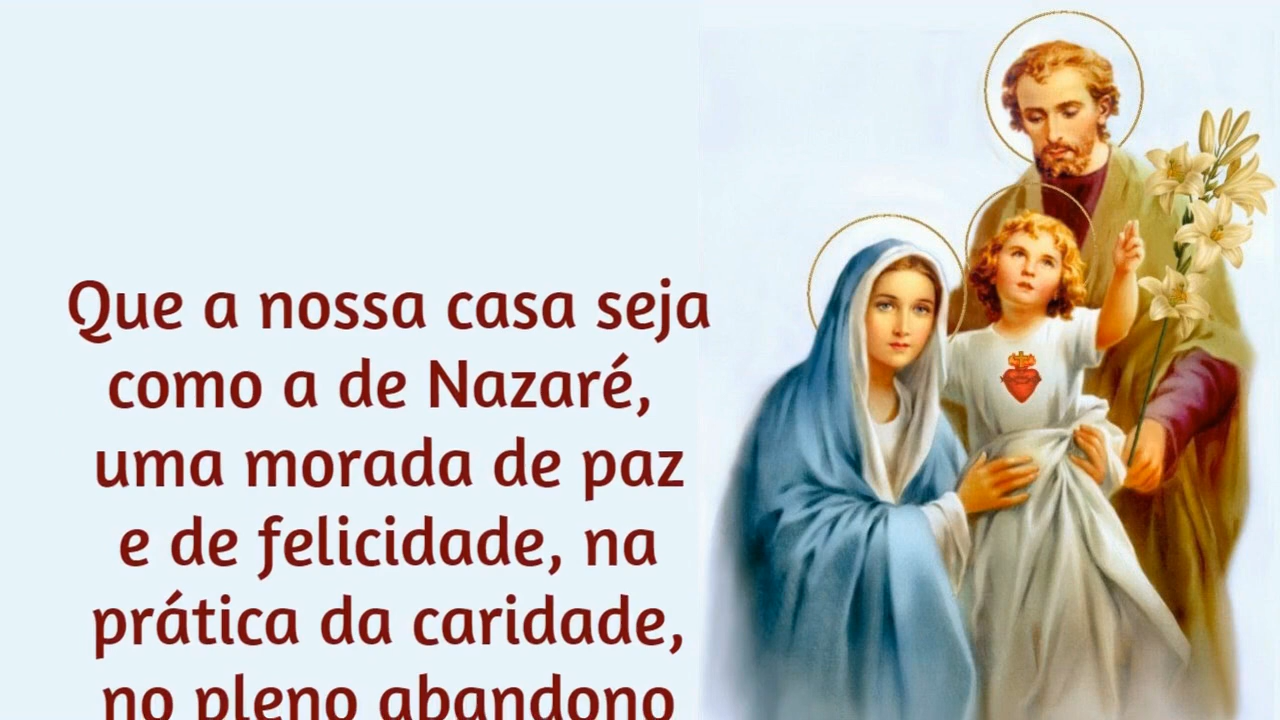 Que a nossa casa seja
como a de Nazaré,
uma morada de paz
e de felicidade, na
prática da caridade,
no pleno abandono